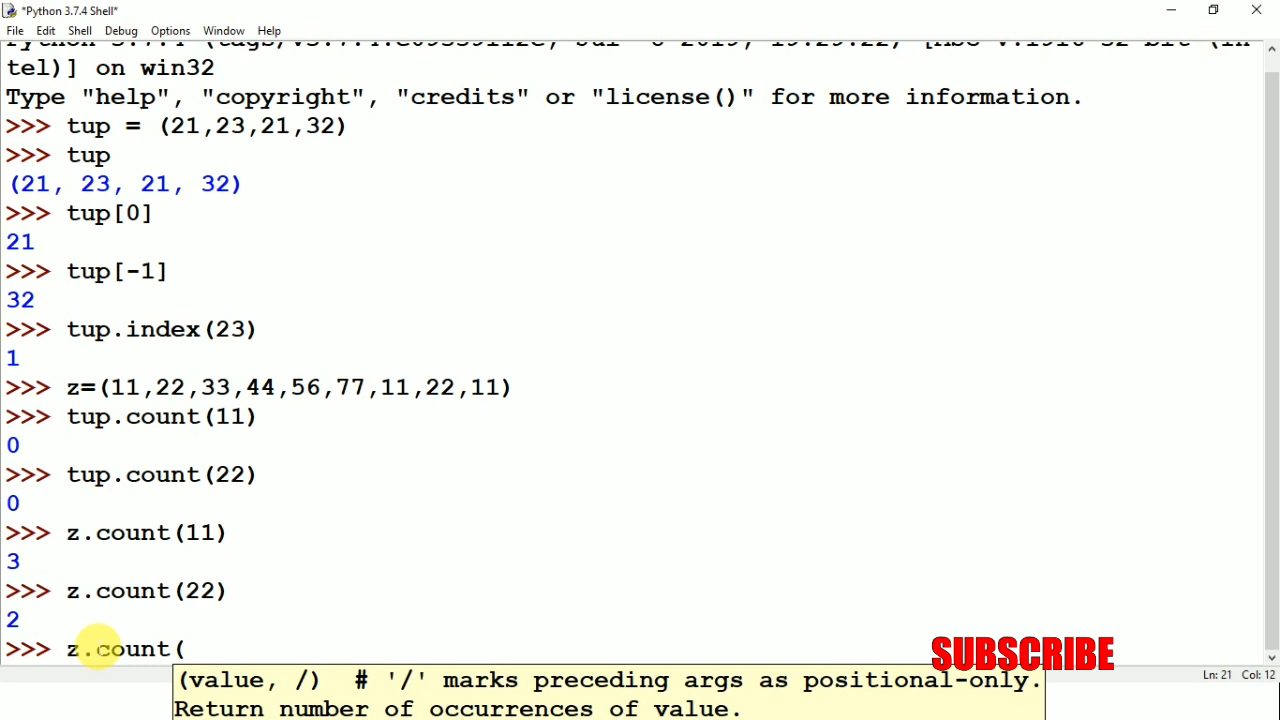 *Python 3.7.4 Shell*
File Edit Shell Debug Options Window Help
tel)] on win32
Type "help", "copyright", "credits" or "license()" for more information.
>>> tup = (21,23,21,32)
>>> tup
(21, 23, 21, 32)
>>> tup[0]
21
>>> tup[-1]
32
>>> tup.index(23)
1
>>> z=(11,22,33,44,56,77,11,22,11)
>>> tup.count(11)
0
>>> tup.count(22)
0
>>> z.count(11)
3
>>> z.count(22)
2
>>> z.count(
SUBSCRIBE
(value, /) # '/' marks preceding args as positional-only.
Return number of occurrences of value.
Ln: 21 Col: 12